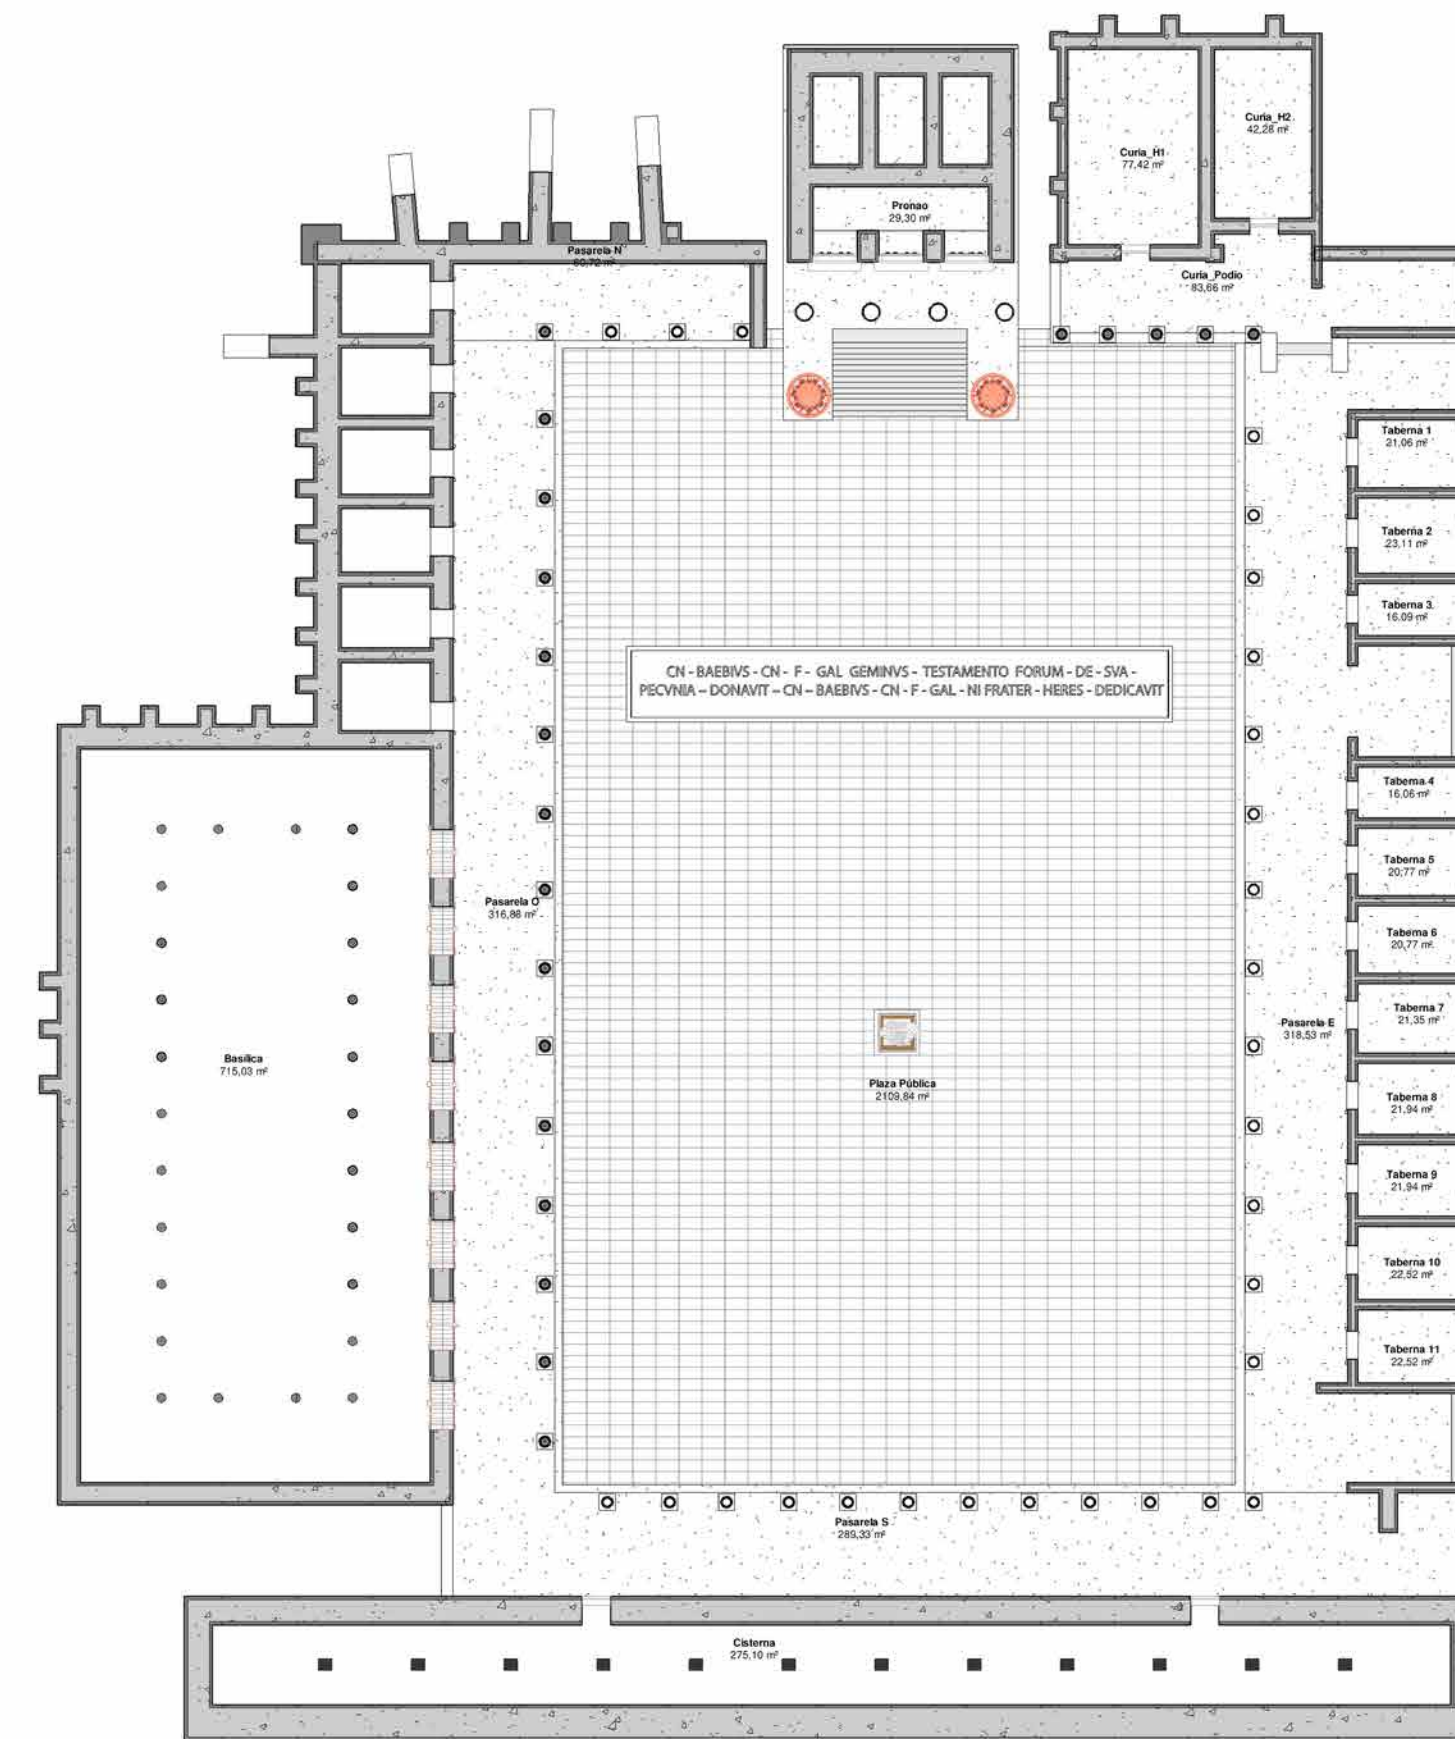 Curia_H2
42,28 m²
Curia_H1
77,42 m²
Pronao
29,30 m²
Pasarela N
Curia_Podio
83,66 m²
Taberna 1
21,06 m²
Taberna 2
23,11 m²
Taberna 3
16,09 m²
CN - BAEBIVS - CN - F - GAL GEMINVS - TESTAMENTO FORUM - DE - SVA -
PECVNIA – DONAVIT – CN – BAEBIVS - CN - F - GAL - NI FRATER - HERES - DEDICAVIT
Taberna 4
16,06 m²
Taberna 5
20,77 m²
Pasarela O
316,88 m²
Taberna 6
20,77 m²
Taberna 7
21,35 m²
Pasarela E
318,53 m²
Basílica
715,03 m²
Plaza Pública
2109,84 m²
Taberna 8
21,94 m²
Taberna 9
21,94 m²
Taberna 10
22,52 m²
Taberna 11
22,52 m²
Pasarela S
289,33 m²
Cisterna
275,10 m²